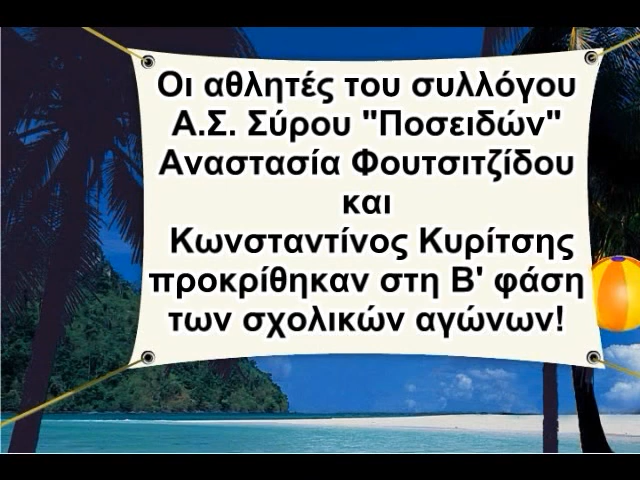 Οι αθλητές του συλλόγου
Α.Σ. Σύρου "Ποσειδών"
Αναστασία Φουτσιτζίδου
και
Κωνσταντίνος Κυρίτσης
προκρίθηκαν στη Β' φάση
των σχολικών αγώνων!